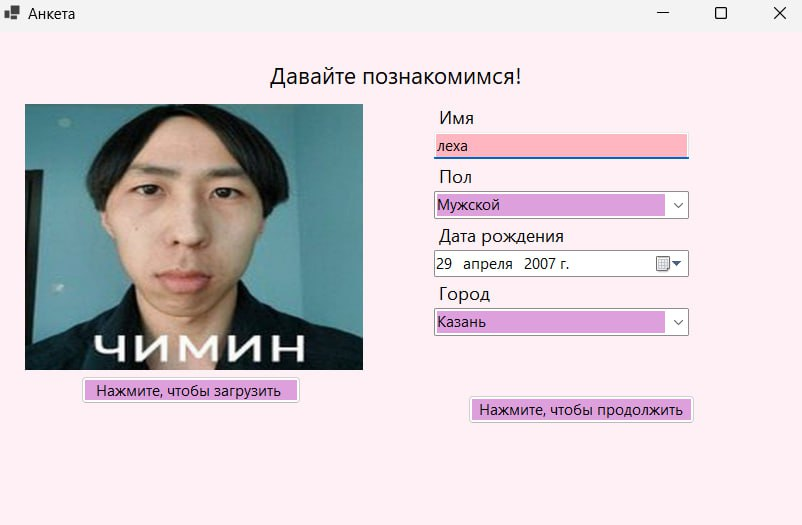 Анкета
Давайте познакомимся!
Имя
леха
Пол
Мужской
Дата рождения
29 апреля 2007 г.
Город
Казань
ЧИМИН
Нажмите, чтобы загрузить
Нажмите, чтобы продолжить